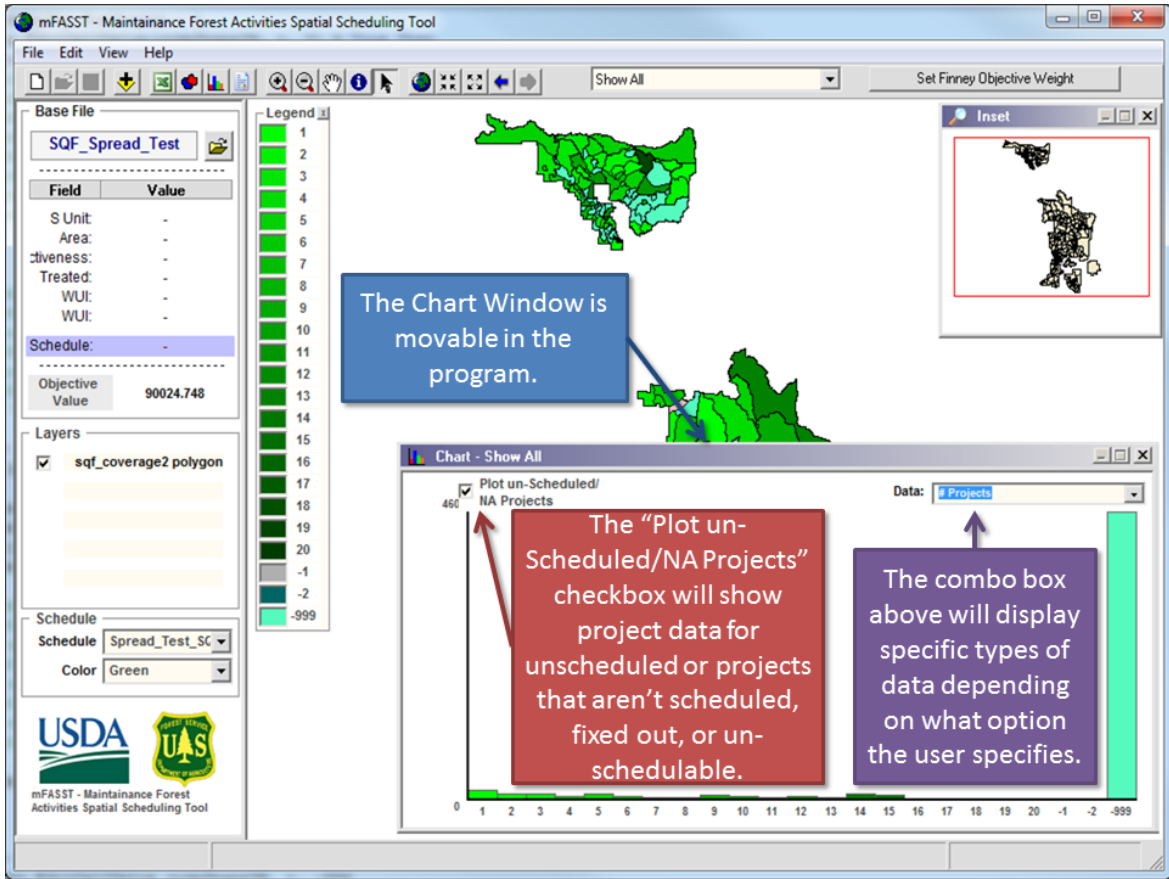 mFASST - Maintainance Forest Activities Spatial Scheduling Tool
File Edit View Help
Show All
Set Finney Objective Weight
Base File
SQF_Spread_Test
Field Value
S Unit: -
Area: -
ctiveness: -
Treated: -
WUI: -
WUI: -
Schedule: -
Objective
Value
90024.748
Layers
sqf_coverage2 polygon
Schedule
Schedule Spread_Test_SC
Color Green
USDA
FOREST SERVICE
U S
DEPARTMENT OF AGRICULTURE
mFASST - Maintainance Forest
Activities Spatial Scheduling Tool
Legend x
1
2
3
4
5
6
7
8
9
10
11
12
13
14
15
16
17
18
19
20
-1
-2
-999
Inset
The Chart Window is
movable in the
program.
Chart - Show All
Plot un-Scheduled/
NA Projects
Data: # Projects
460
0
1 2 3 4 5 6 7 8 9 10 11 12 13 14 15 16 17 18 19 20 -1 -2 -999
The “Plot un-
Scheduled/NA Projects”
checkbox will show
project data for
unscheduled or projects
that aren’t scheduled,
fixed out, or un-
schedulable.
The combo box
above will display
specific types of
data depending
on what option
the user specifies.